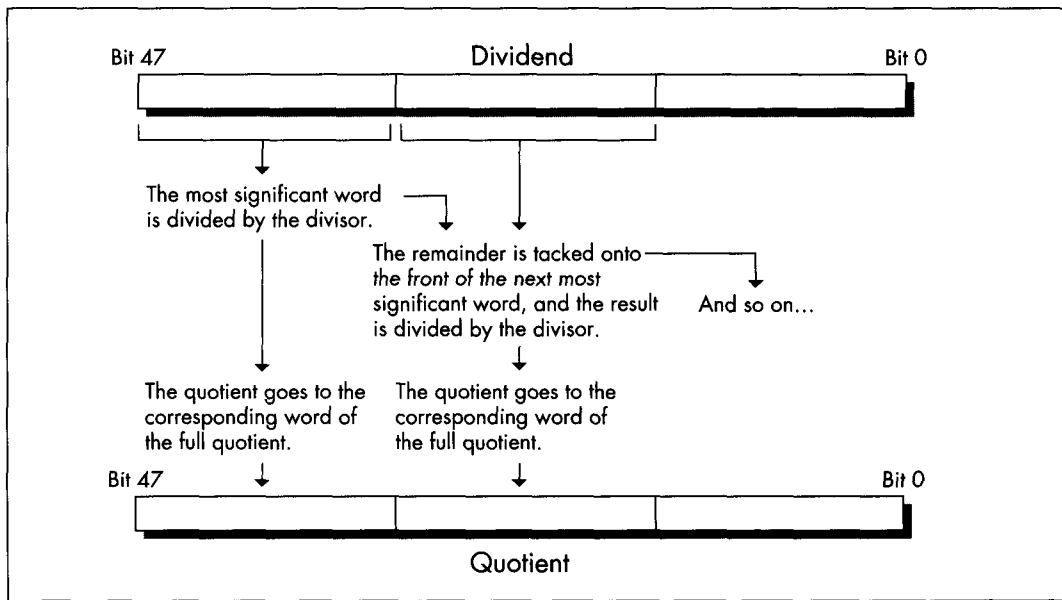 Bit 47 Dividend Bit 0
The most significant word
is divided by the divisor.
The remainder is tacked onto
the front of the next most
significant word, and the result
is divided by the divisor.
And so on...
The quotient goes to the
corresponding word of
the full quotient.
The quotient goes to the
corresponding word of
the full quotient.
Bit 47 Bit 0
Quotient